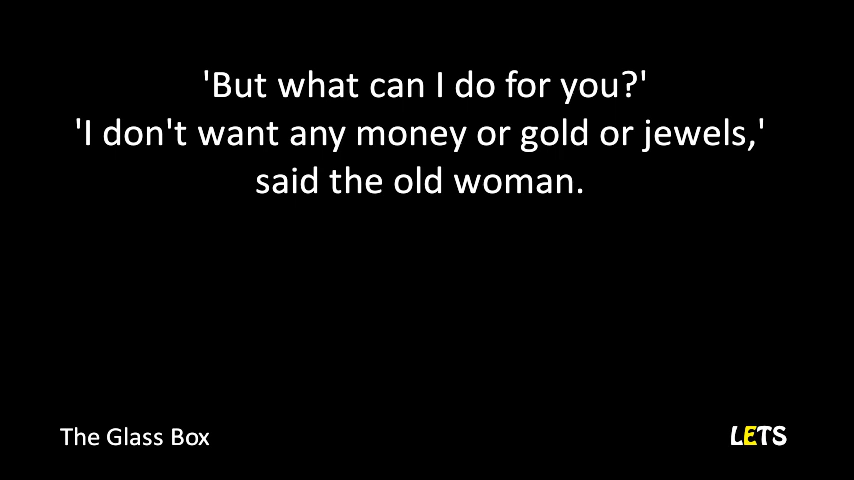 'But what can I do for you?'
'I don't want any money or gold or jewels,'
said the old woman.
The Glass Box
LETS